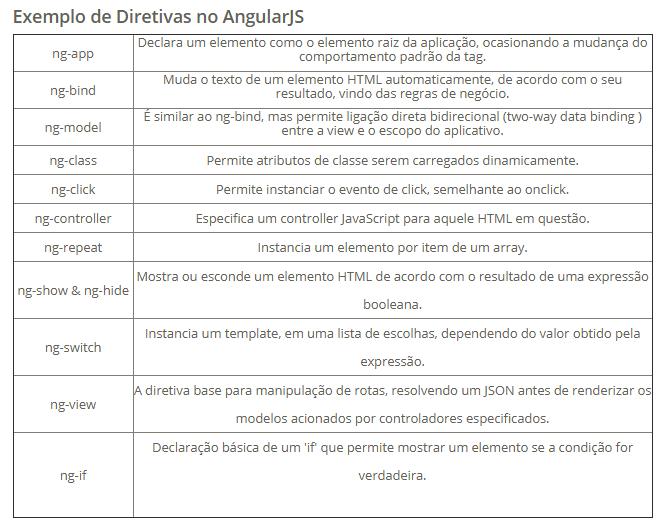 Exemplo de Diretivas no AngularJS
ng-app
Declara um elemento como o elemento raiz da aplicação, ocasionando a mudança do
comportamento padrão da tag.
ng-bind
Muda o texto de um elemento HTML automaticamente, de acordo com o seu
resultado, vindo das regras de negócio.
ng-model
É similar ao ng-bind, mas permite ligação direta bidirecional (two-way data binding )
entre a view e o escopo do aplicativo.
ng-class
Permite atributos de classe serem carregados dinamicamente.
ng-click
Permite instanciar o evento de click, semelhante ao onclick.
ng-controller
Especifica um controller JavaScript para aquele HTML em questão.
ng-repeat
Instancia um elemento por item de um array.
ng-show & ng-hide
Mostra ou esconde um elemento HTML de acordo com o resultado de uma expressão
booleana.
ng-switch
Instancia um template, em uma lista de escolhas, dependendo do valor obtido pela
expressão.
ng-view
A diretiva base para manipulação de rotas, resolvendo um JSON antes de renderizar os
modelos acionados por controladores especificados.
ng-if
Declaração básica de um 'if' que permite mostrar um elemento se a condição for
verdadeira.